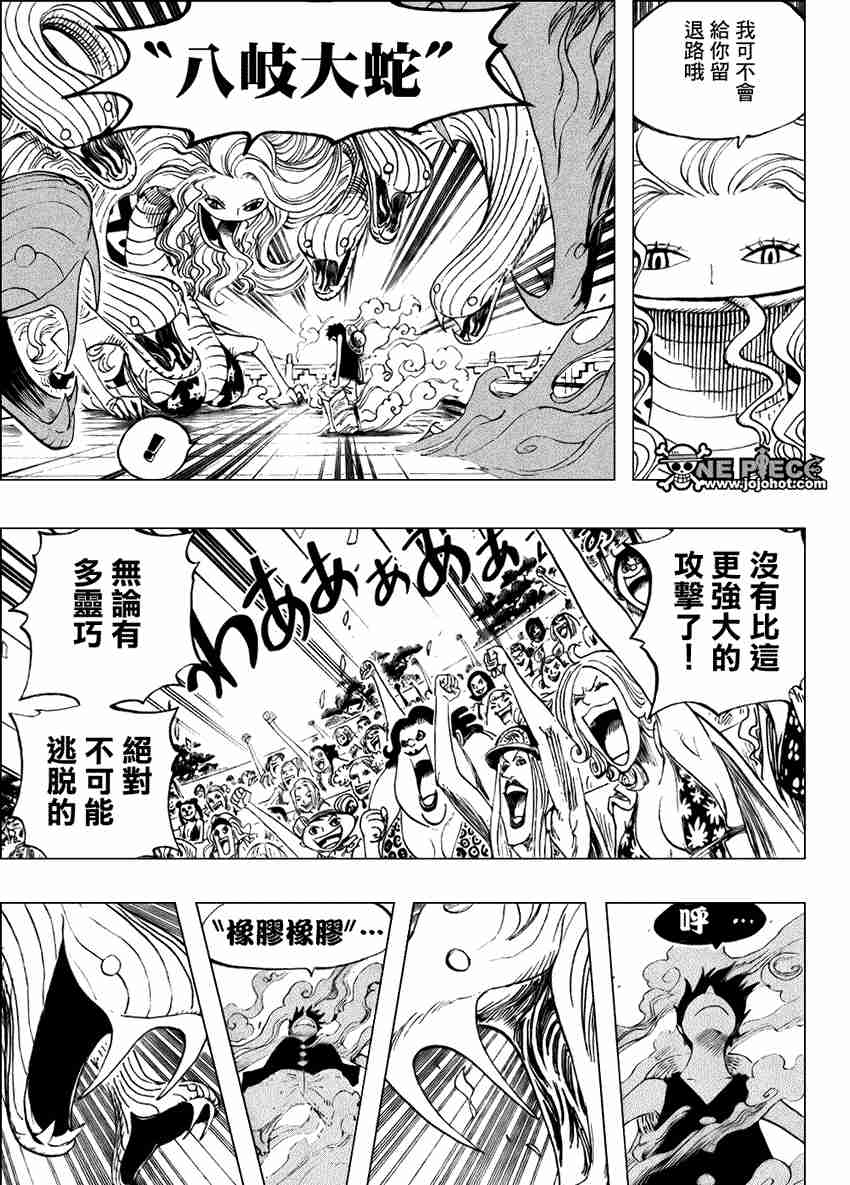 我可不會
給你留
退路哦
“八岐大蛇”
!
ONE PIECE
www.jojohot.com
沒有比這
更強大的
攻擊了！
わあああぁぁ
無論有
多靈巧
絕對
不可能
逃脫的
呼…
“橡膠橡膠”…